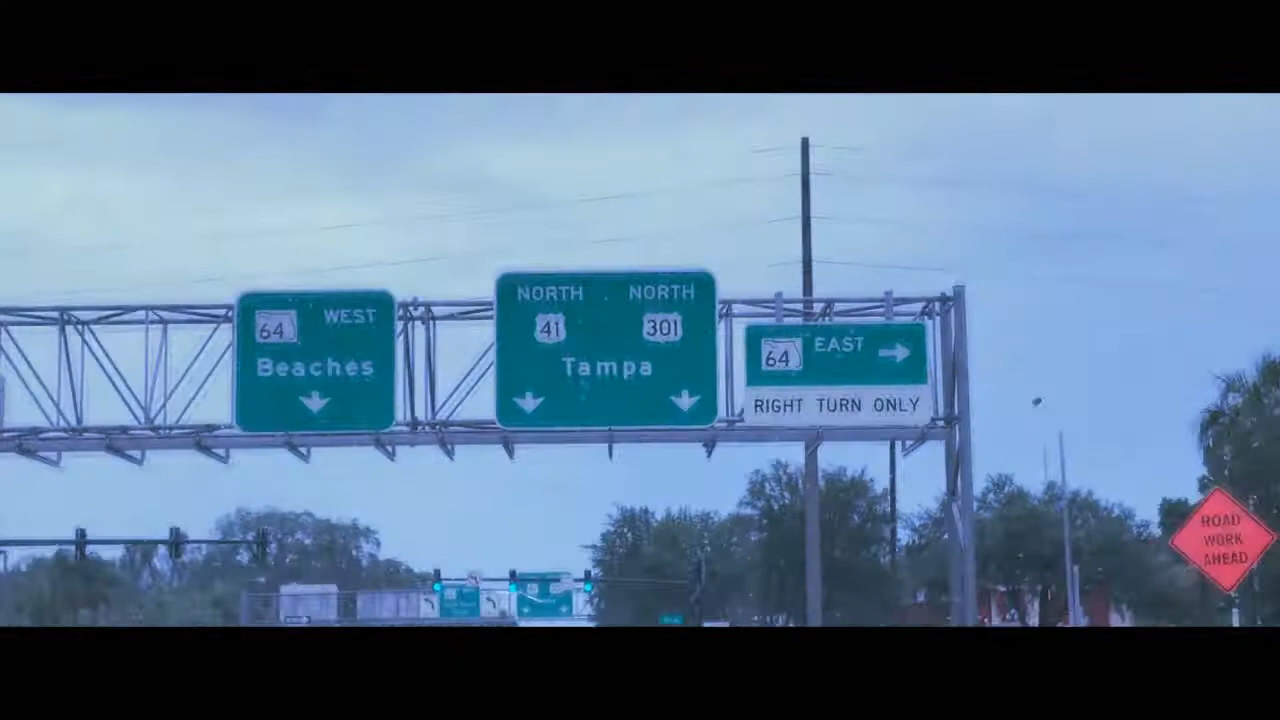 64 WEST
Beaches
NORTH NORTH
41 301
Tampa
64 EAST
RIGHT TURN ONLY
ROAD
WORK
AHEAD